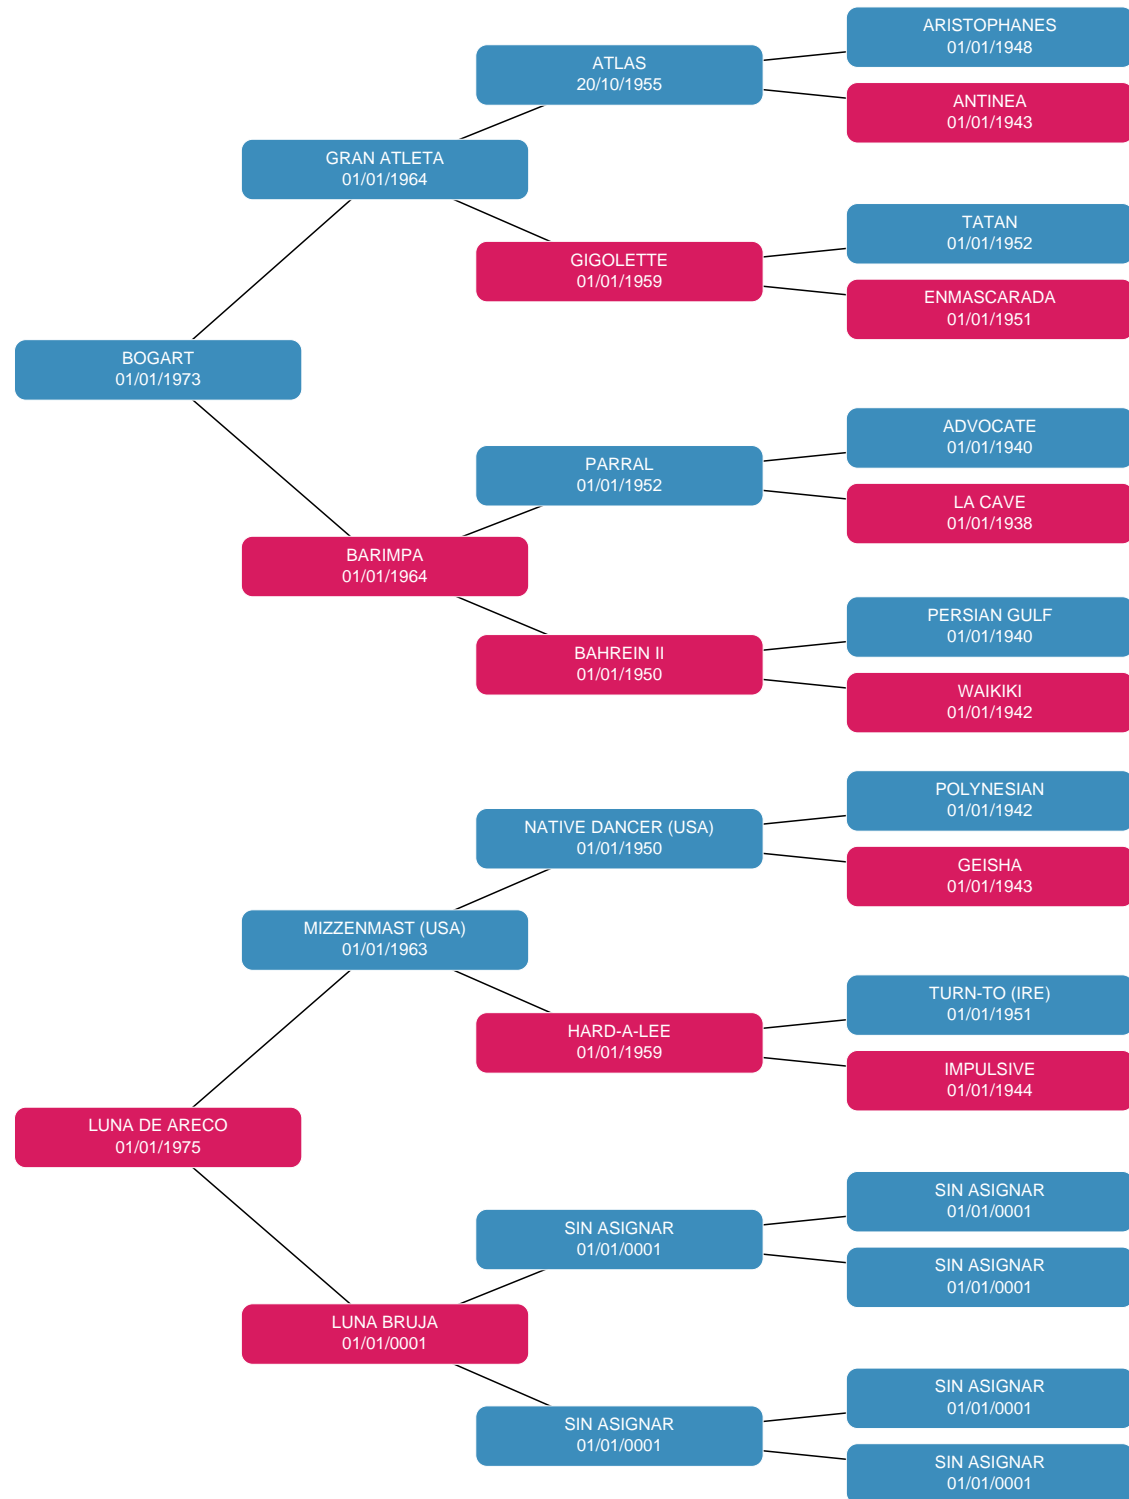 ARISTOPHANES
01/01/1948
ATLAS
20/10/1955
ANTINEA
01/01/1943
GRAN ATLETA
01/01/1964
TATAN
01/01/1952
GIGOLETTE
01/01/1959
ENMASCARADA
01/01/1951
BOGART
01/01/1973
ADVOCATE
01/01/1940
PARRAL
01/01/1952
LA CAVE
01/01/1938
BARIMPA
01/01/1964
PERSIAN GULF
01/01/1940
BAHREIN II
01/01/1950
WAIKIKI
01/01/1942
POLYNESIAN
01/01/1942
NATIVE DANCER (USA)
01/01/1950
GEISHA
01/01/1943
MIZZENMAST (USA)
01/01/1963
TURN-TO (IRE)
01/01/1951
HARD-A-LEE
01/01/1959
IMPULSIVE
01/01/1944
LUNA DE ARECO
01/01/1975
SIN ASIGNAR
01/01/0001
SIN ASIGNAR
01/01/0001
SIN ASIGNAR
01/01/0001
LUNA BRUJA
01/01/0001
SIN ASIGNAR
01/01/0001
SIN ASIGNAR
01/01/0001
SIN ASIGNAR
01/01/0001